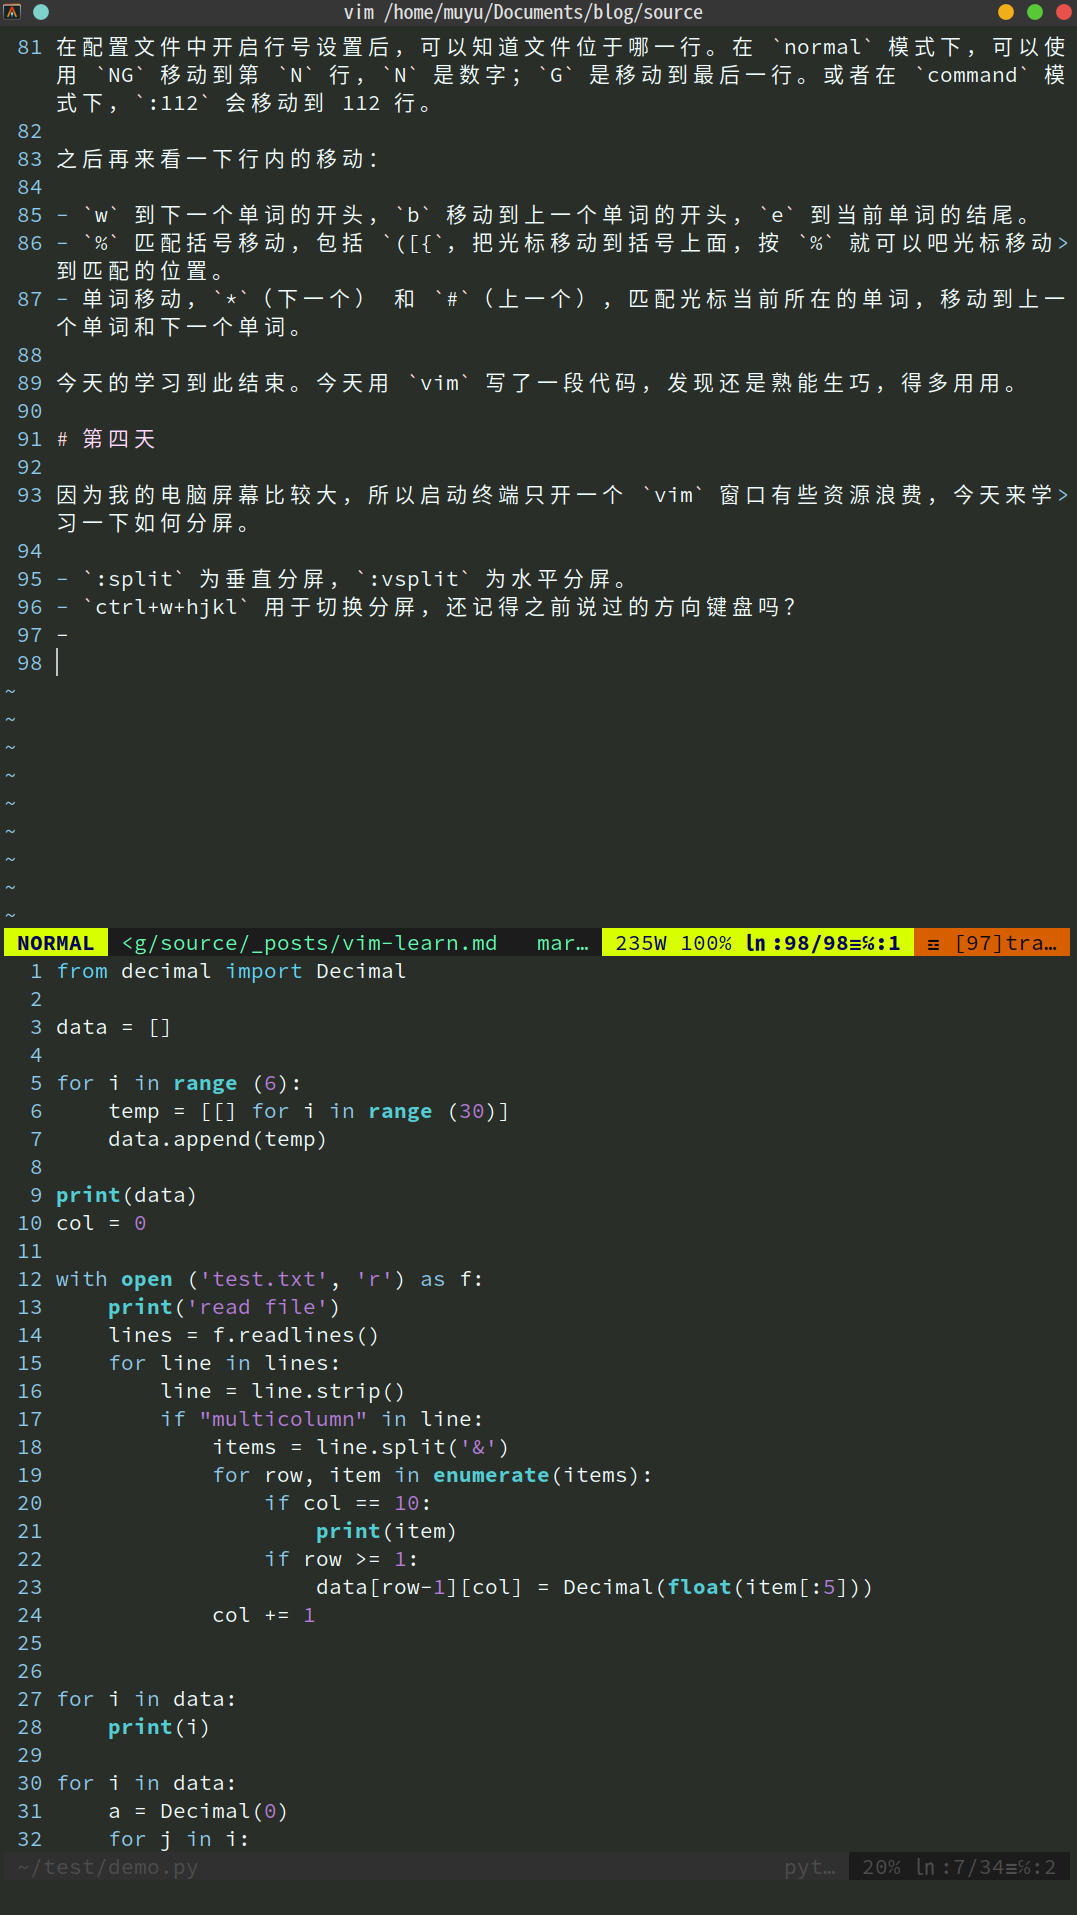 vim /home/muyu/Documents/blog/source
81 在配置文件中开启行号设置后，可以知道文件位于哪一行。在 `normal` 模式下，可以使
用 `NG` 移动到第 `N` 行，`N` 是数字；`G` 是移动到最后一行。或者在 `command` 模
式下，`:112` 会移动到 112 行。
82
83 之后再来看一下行内的移动：
84
85 - `w` 到下一个单词的开头，`b` 移动到上一个单词的开头，`e` 到当前单词的结尾。
86 - `%` 匹配括号移动，包括 `([{`，把光标移动到括号上面，按 `%` 就可以吧光标移动>
到匹配的位置。
87 - 单词移动，`*`（下一个） 和 `#`（上一个），匹配光标当前所在的单词，移动到上一
个单词和下一个单词。
88
89 今天的学习到此结束。今天用 `vim` 写了一段代码，发现还是熟能生巧，得多用用。
90
91 # 第四天
92
93 因为我的电脑屏幕比较大，所以启动终端只开一个 `vim` 窗口有些资源浪费，今天来学>
习一下如何分屏。
94
95 - `:split` 为垂直分屏，`:vsplit` 为水平分屏。
96 - `ctrl+w+hjkl` 用于切换分屏，还记得之前说过的方向键盘吗？
97 -
98
~
~
~
~
~
~
~
~
~
NORMAL <g/source/_posts/vim-learn.md mar… 235W 100% ln :98/98≡℅:1 ☲ [97]tra…
1 from decimal import Decimal
2
3 data = []
4
5 for i in range (6):
6     temp = [[] for i in range (30)]
7     data.append(temp)
8
9 print(data)
10 col = 0
11
12 with open ('test.txt', 'r') as f:
13     print('read file')
14     lines = f.readlines()
15     for line in lines:
16         line = line.strip()
17         if "multicolumn" in line:
18             items = line.split('&')
19             for row, item in enumerate(items):
20                 if col == 10:
21                     print(item)
22                 if row >= 1:
23                     data[row-1][col] = Decimal(float(item[:5]))
24             col += 1
25
26
27 for i in data:
28     print(i)
29
30 for i in data:
31     a = Decimal(0)
32     for j in i:
~/test/demo.py pyt… 20% ln :7/34≡℅:2